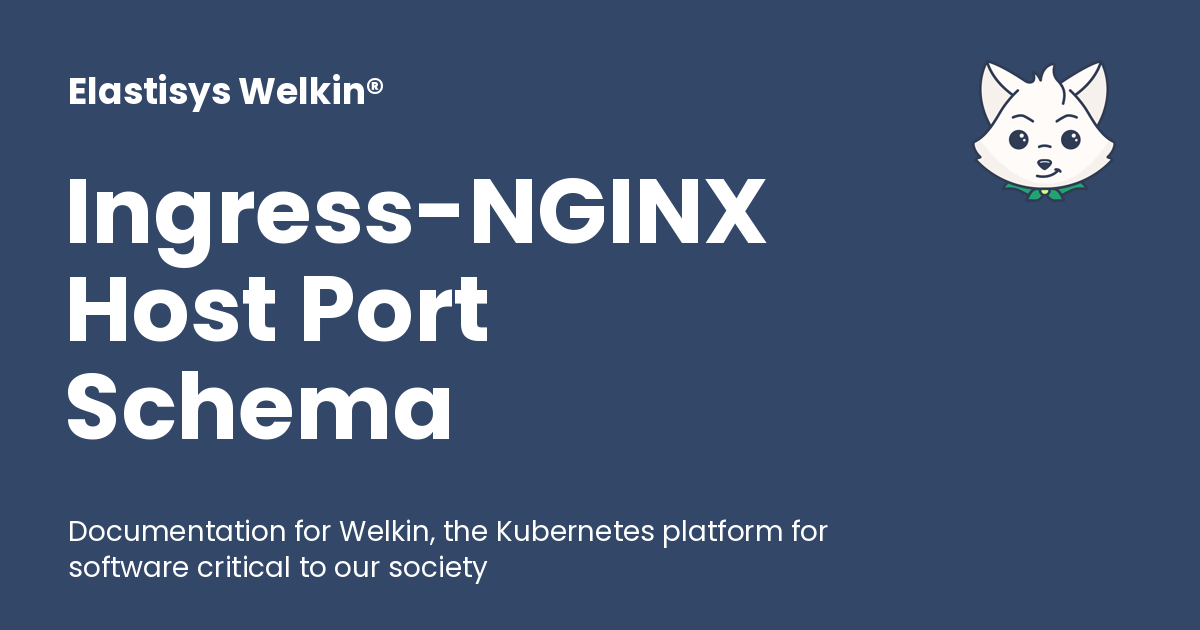 Elastisys Welkin®
Ingress-NGINX
Host Port
Schema
Documentation for Welkin, the Kubernetes platform for
software critical to our society